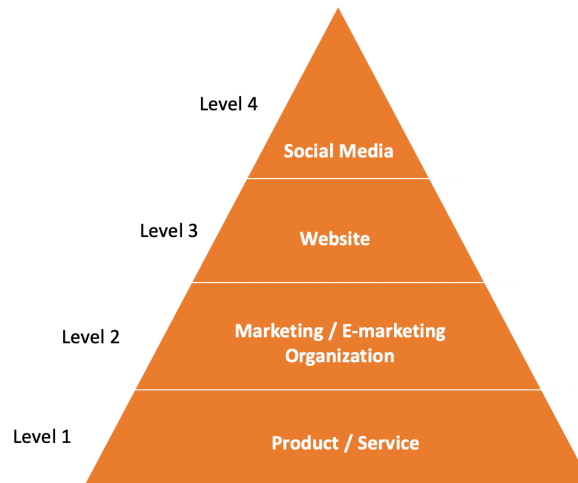 Level 4
Social Media
Level 3
Website
Level 2
Marketing / E-marketing
Organization
Level 1
Product / Service